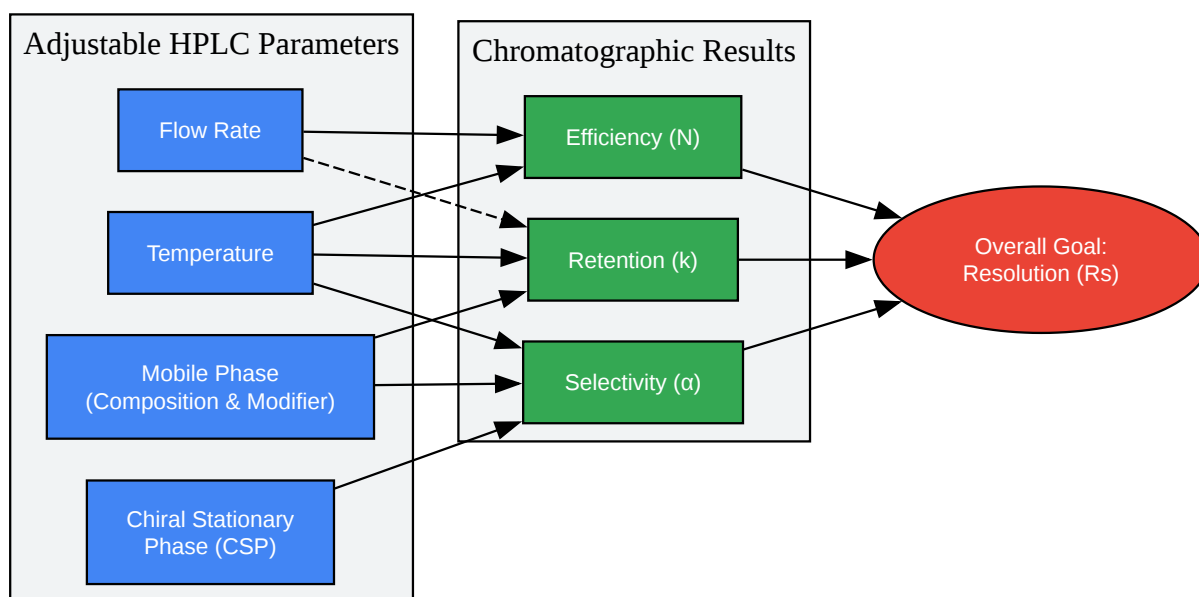 Adjustable HPLC Parameters
Flow Rate
Temperature
Mobile Phase
(Composition & Modifier)
Chiral Stationary
Phase (CSP)
Chromatographic Results
Efficiency (N)
Retention (k)
Selectivity (α)
Overall Goal:
Resolution (Rs)